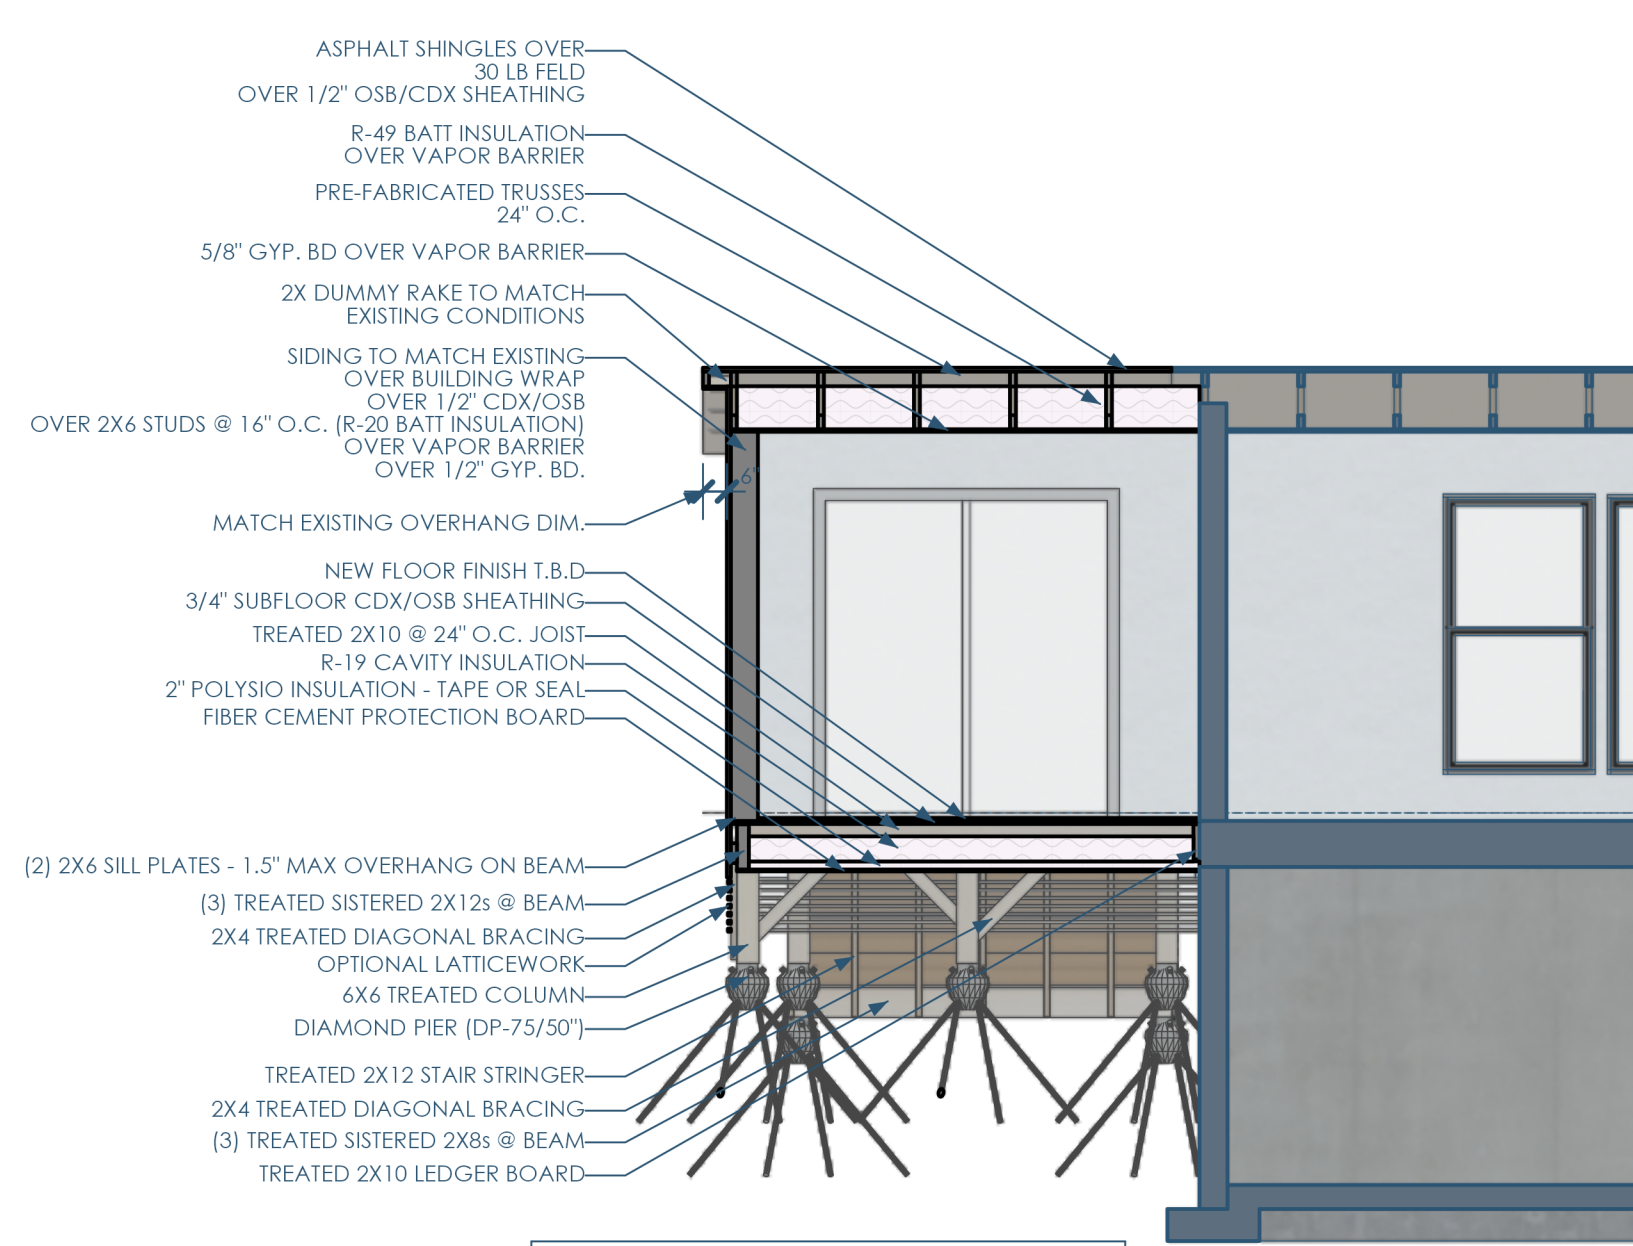 ASPHALT SHINGLES OVER
30 LB FELD
OVER 1/2" OSB/CDX SHEATHING
R-49 BATT INSULATION
OVER VAPOR BARRIER
PRE-FABRICATED TRUSSES
24" O.C.
5/8" GYP. BD OVER VAPOR BARRIER
2X DUMMY RAKE TO MATCH
EXISTING CONDITIONS
SIDING TO MATCH EXISTING
OVER BUILDING WRAP
OVER 1/2" CDX/OSB
OVER 2X6 STUDS @ 16" O.C. (R-20 BATT INSULATION)
OVER VAPOR BARRIER
OVER 1/2" GYP. BD.
6"
MATCH EXISTING OVERHANG DIM.
NEW FLOOR FINISH T.B.D
3/4" SUBFLOOR CDX/OSB SHEATHING
TREATED 2X10 @ 24" O.C. JOIST
R-19 CAVITY INSULATION
2" POLYSIO INSULATION - TAPE OR SEAL
FIBER CEMENT PROTECTION BOARD
(2) 2X6 SILL PLATES - 1.5" MAX OVERHANG ON BEAM
(3) TREATED SISTERED 2X12s @ BEAM
2X4 TREATED DIAGONAL BRACING
OPTIONAL LATTICEWORK
6X6 TREATED COLUMN
DIAMOND PIER (DP-75/50")
TREATED 2X12 STAIR STRINGER
2X4 TREATED DIAGONAL BRACING
(3) TREATED SISTERED 2X8s @ BEAM
TREATED 2X10 LEDGER BOARD